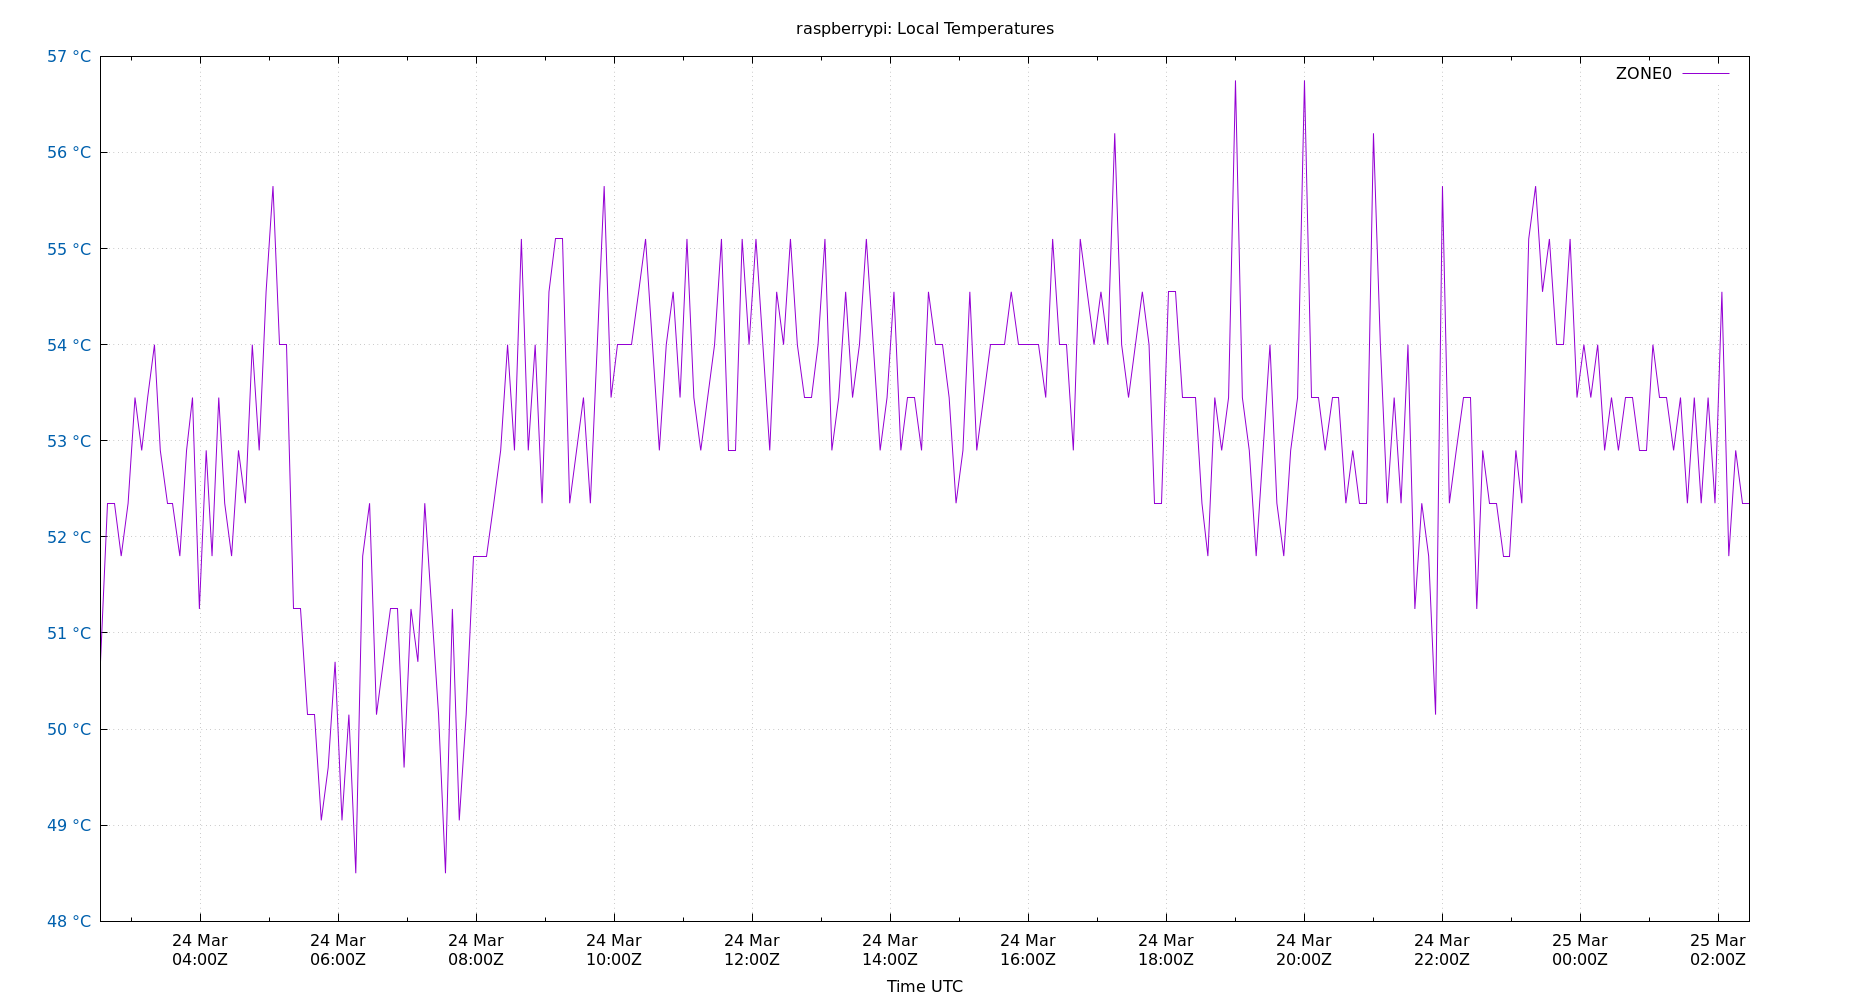 raspberrypi: Local Temperatures
57 °C
ZONE0
56 °C
55 °C
54 °C
53 °C
52 °C
51 °C
50 °C
49 °C
48 °C
24 Mar 24 Mar 24 Mar 24 Mar 24 Mar 24 Mar 24 Mar 24 Mar 24 Mar 24 Mar 25 Mar 25 Mar
04:00Z 06:00Z 08:00Z 10:00Z 12:00Z 14:00Z 16:00Z 18:00Z 20:00Z 22:00Z 00:00Z 02:00Z
Time UTC